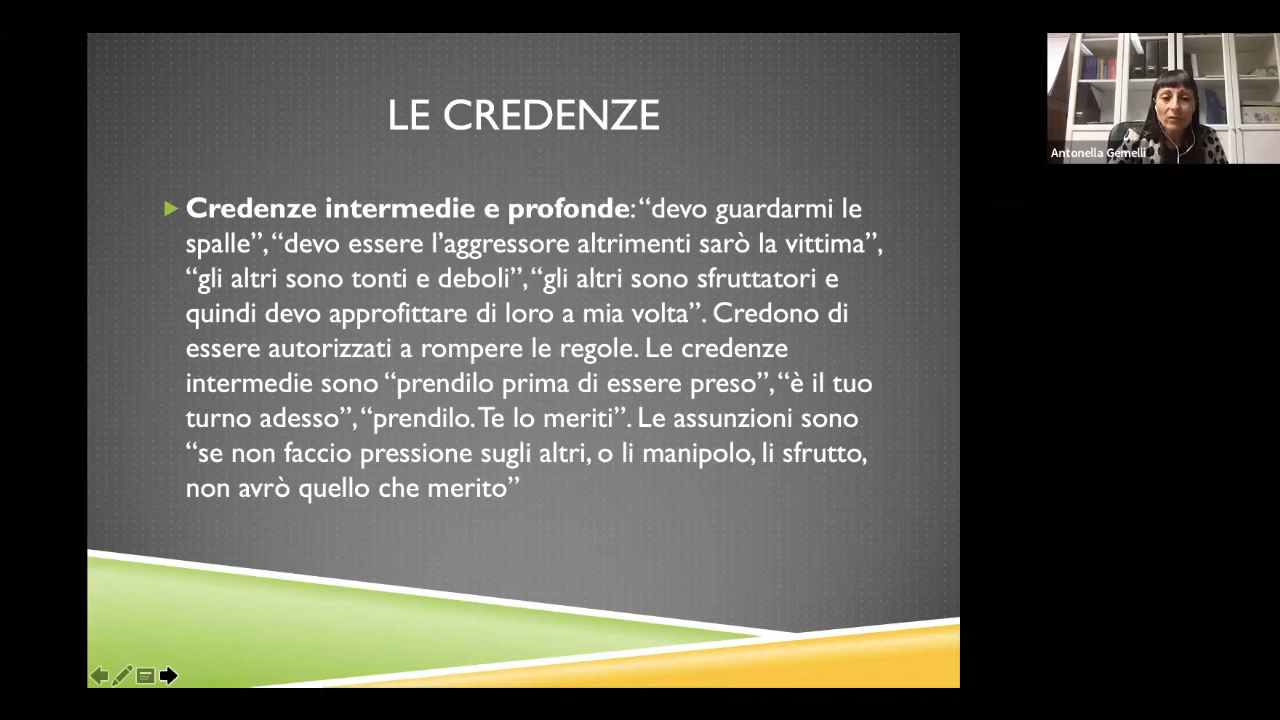 LE CREDENZE
Credenze intermedie e profonde: “devo guardarmi le
spalle”, “devo essere l’aggressore altrimenti sarò la vittima”,
“gli altri sono tonti e deboli”, “gli altri sono sfruttatori e
quindi devo approfittare di loro a mia volta”. Credono di
essere autorizzati a rompere le regole. Le credenze
intermedie sono “prendilo prima di essere preso”, “è il tuo
turno adesso”, “prendilo. Te lo meriti”. Le assunzioni sono
“se non faccio pressione sugli altri, o li manipolo, li sfrutto,
non avrò quello che merito”
Antonella Gemelli